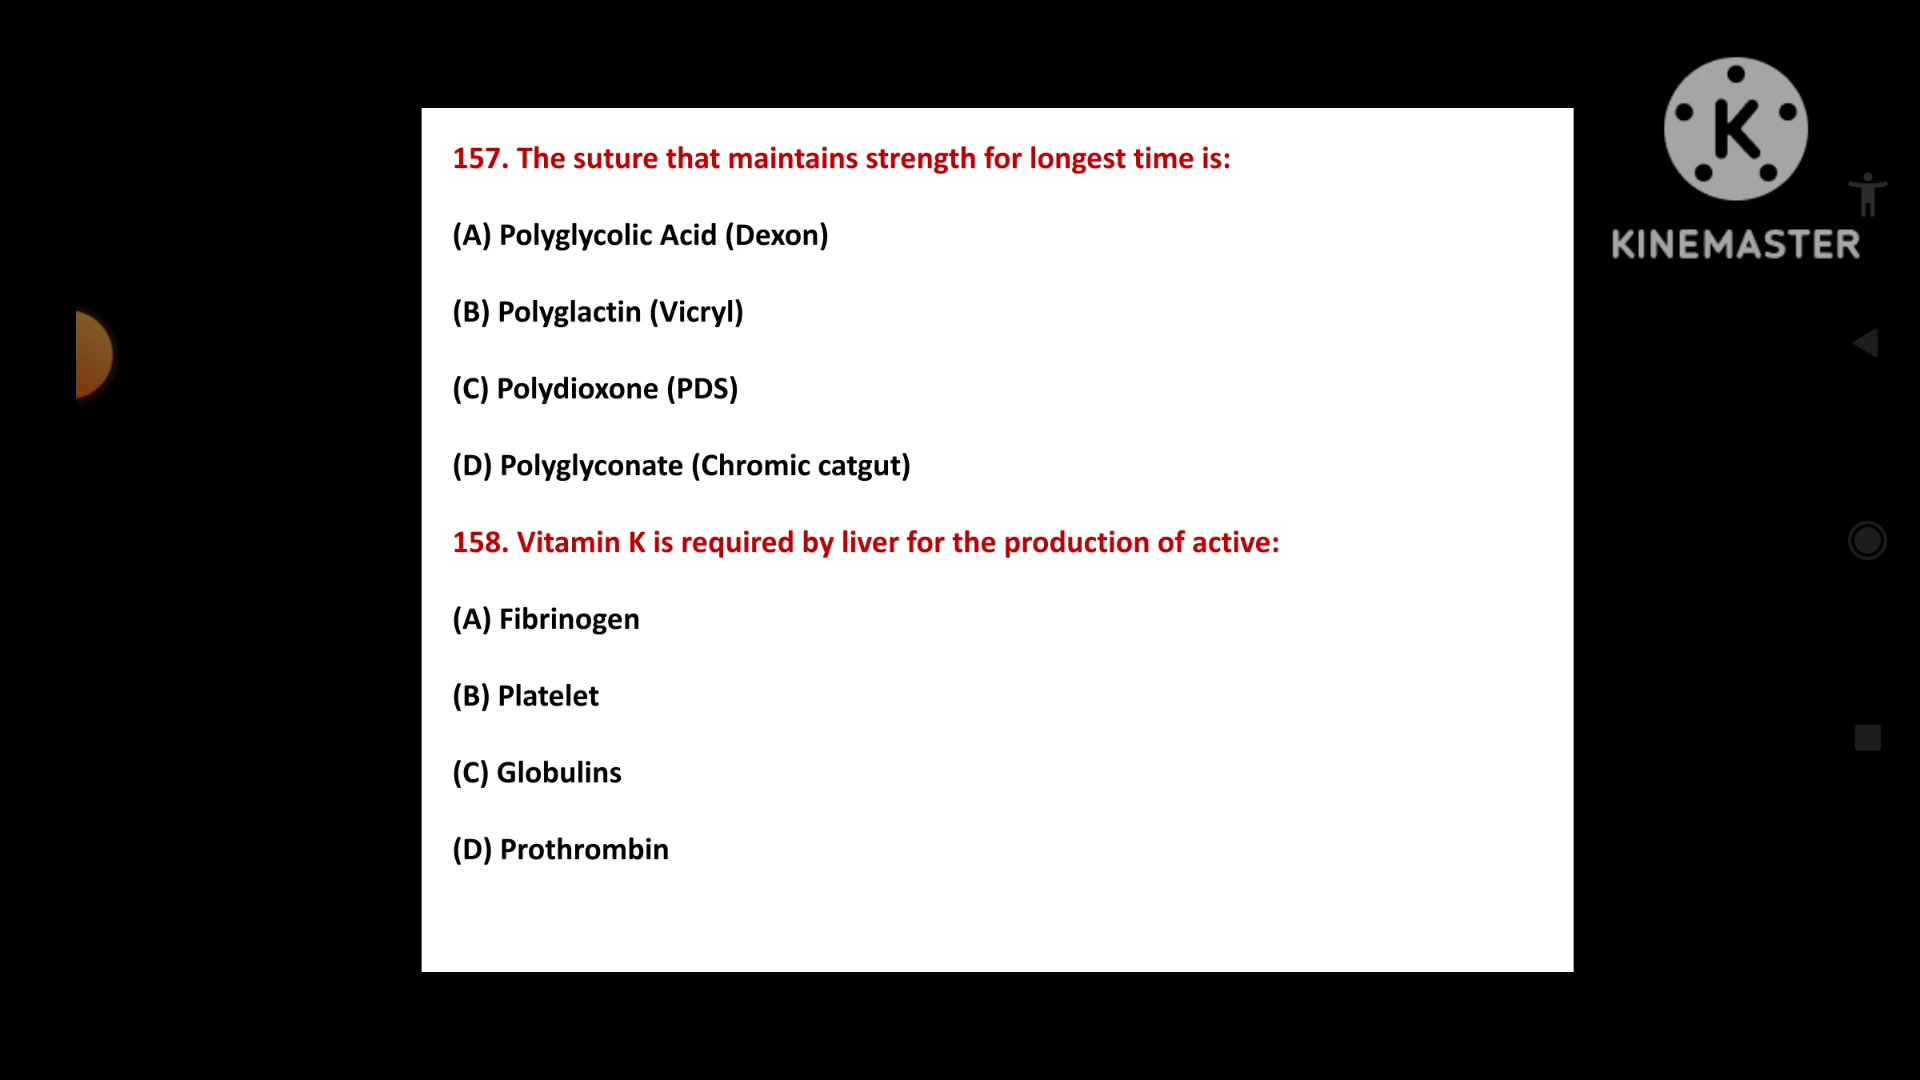 157. The suture that maintains strength for longest time is:
(A) Polyglycolic Acid (Dexon)
(B) Polyglactin (Vicryl)
(C) Polydioxone (PDS)
(D) Polyglyconate (Chromic catgut)
158. Vitamin K is required by liver for the production of active:
(A) Fibrinogen
(B) Platelet
(C) Globulins
(D) Prothrombin
K
KINEMASTER